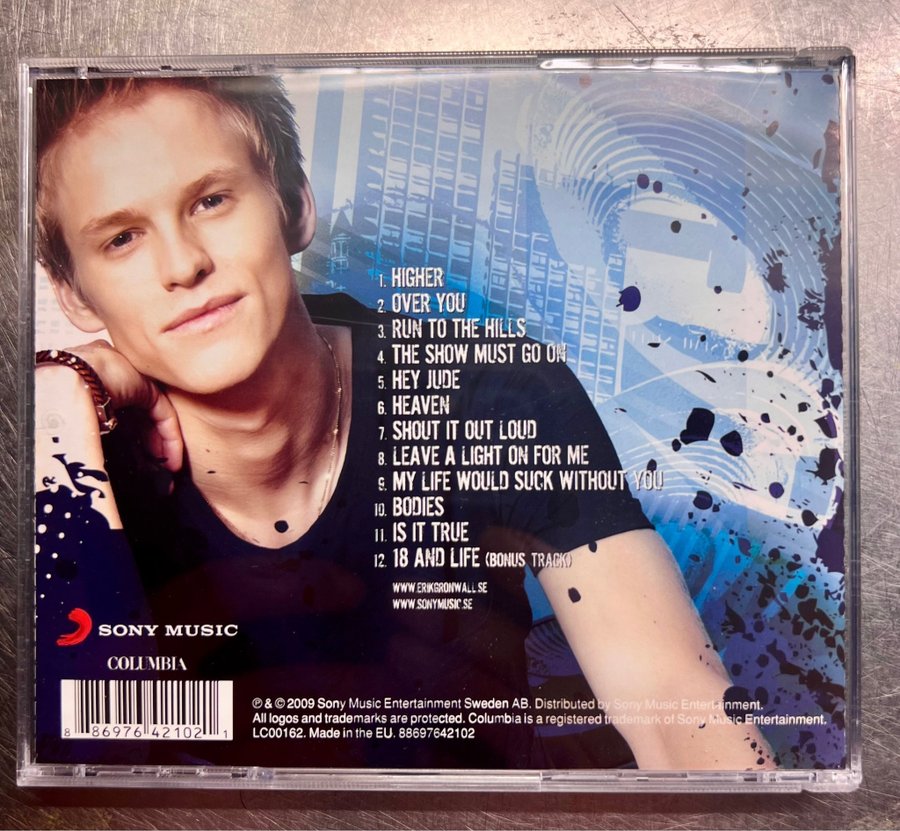 1. HIGHER
2. OVER YOU
3. RUN TO THE HILLS
4. THE SHOW MUST GO ON
5. HEY JUDE
6. HEAVEN
7. SHOUT IT OUT LOUD
8. LEAVE A LIGHT ON FOR ME
9. MY LIFE WOULD SUCK WITHOUT YOU
10. BODIES
11. IS IT TRUE
12. 18 AND LIFE (BONUS TRACK)
WWW.ERIKGRONWALL.SE
WWW.SONYMUSIC.SE
SONY MUSIC
COLUMBIA
8 86976 42102 1
℗ & © 2009 Sony Music Entertainment Sweden AB. Distributed by Sony Music Entertainment.
All logos and trademarks are protected. Columbia is a registered trademark of Sony Music Entertainment.
LC00162. Made in the EU. 88697642102